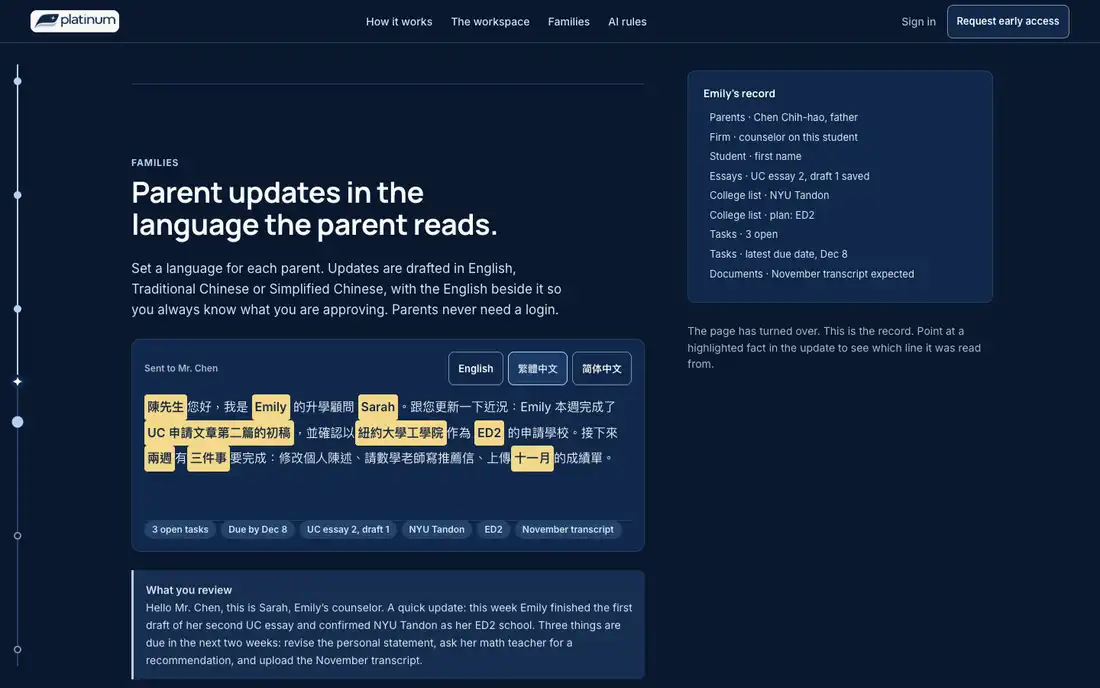 platinum
How it works
The workspace
Families
AI rules
Sign in
Request early access
FAMILIES
Parent updates in the
language the parent reads.
Set a language for each parent. Updates are drafted in English,
Traditional Chinese or Simplified Chinese, with the English beside it so
you always know what you are approving. Parents never need a login.
Sent to Mr. Chen
English
繁體中文
简体中文
陳先生您好，我是 Emily 的升學顧問 Sarah。跟您更新一下近況：Emily 本週完成了
UC 申請文章第二篇的初稿，並確認以紐約大學工學院作為 ED2 的申請學校。接下來
兩週有三件事要完成：修改個人陳述、請數學老師寫推薦信、上傳十一月的成績單。
3 open tasks
Due by Dec 8
UC essay 2, draft 1
NYU Tandon
ED2
November transcript
What you review
Hello Mr. Chen, this is Sarah, Emily's counselor. A quick update: this week Emily finished the first
draft of her second UC essay and confirmed NYU Tandon as her ED2 school. Three things are
due in the next two weeks: revise the personal statement, ask her math teacher for a
recommendation, and upload the November transcript.
Emily's record
Parents · Chen Chih-hao, father
Firm · counselor on this student
Student · first name
Essays · UC essay 2, draft 1 saved
College list · NYU Tandon
College list · plan: ED2
Tasks · 3 open
Tasks · latest due date, Dec 8
Documents · November transcript expected
The page has turned over. This is the record. Point at a
highlighted fact in the update to see which line it was read
from.